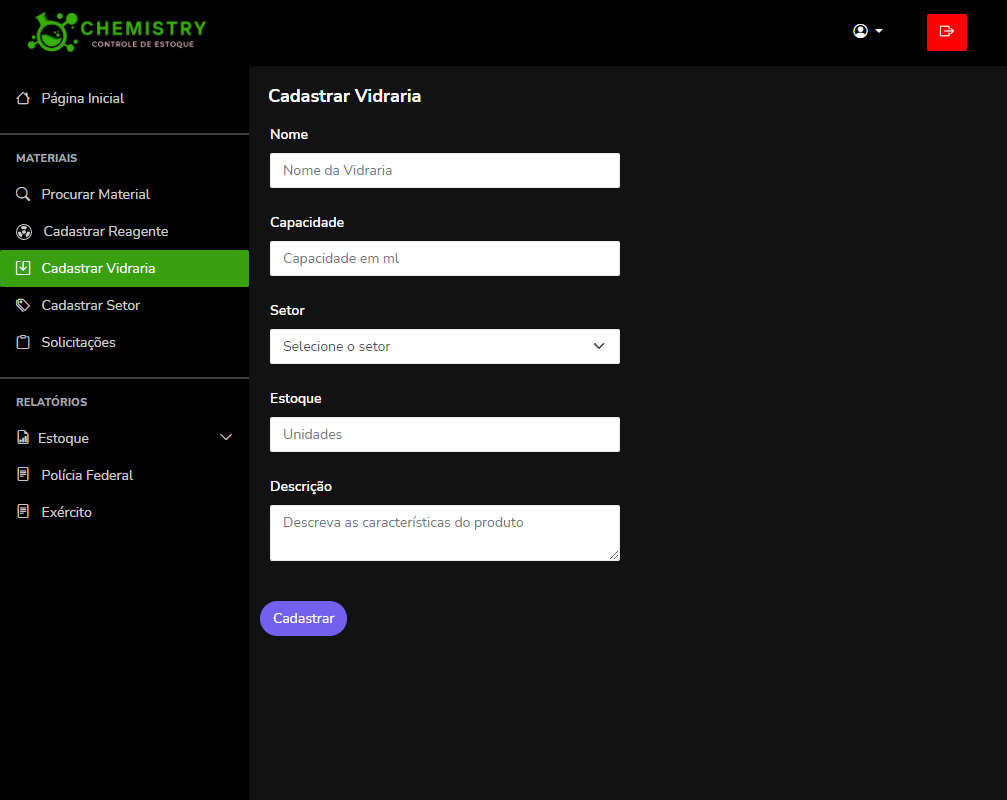 CHEMISTRY
CONTROLE DE ESTOQUE
Página Inicial
MATERIAIS
Procurar Material
Cadastrar Reagente
Cadastrar Vidraria
Cadastrar Setor
Solicitações
RELATÓRIOS
Estoque
Polícia Federal
Exército
Cadastrar Vidraria
Nome
Nome da Vidraria
Capacidade
Capacidade em ml
Setor
Selecione o setor
Estoque
Unidades
Descrição
Descreva as características do produto
Cadastrar